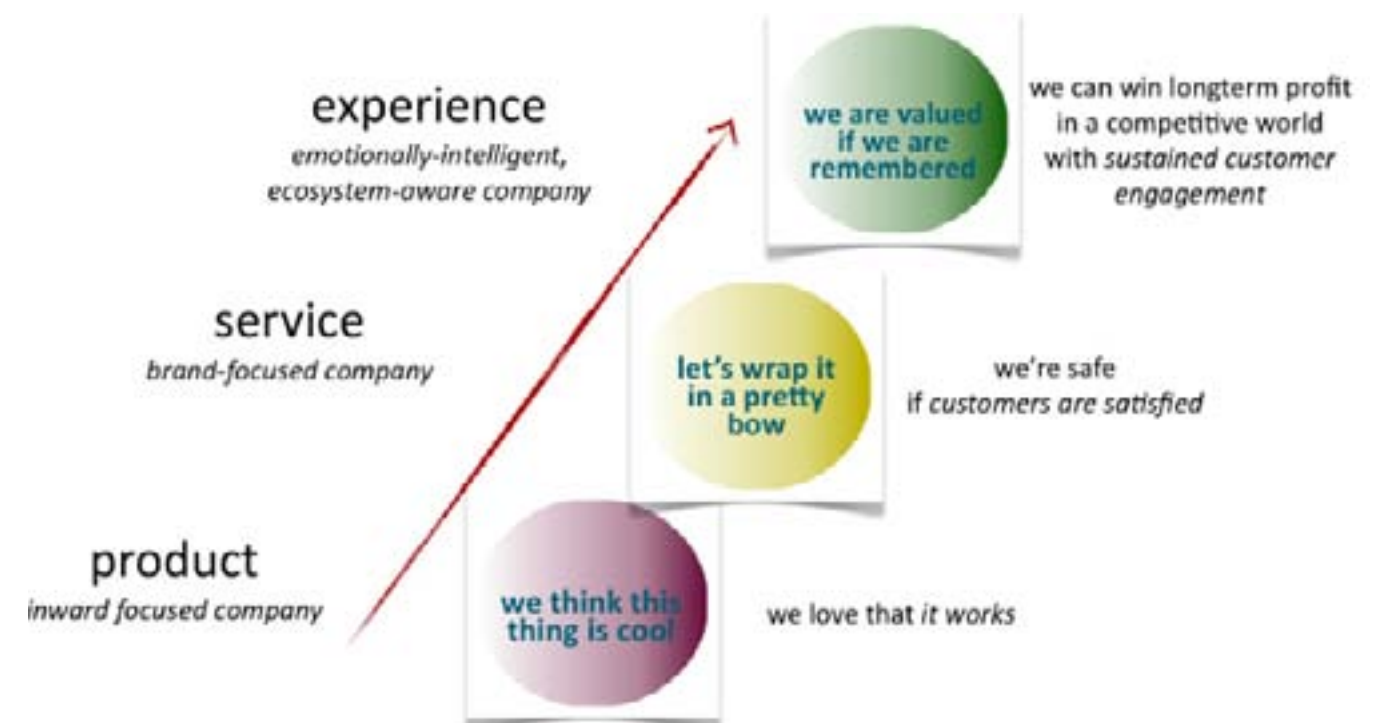 experience
emotionally-intelligent,
ecosystem-aware company
we are valued
if we are
remembered
we can win longterm profit
in a competitive world
with sustained customer
engagement
service
brand-focused company
let's wrap it
in a pretty
bow
we're safe
if customers are satisfied
product
inward focused company
we think this
thing is cool
we love that it works